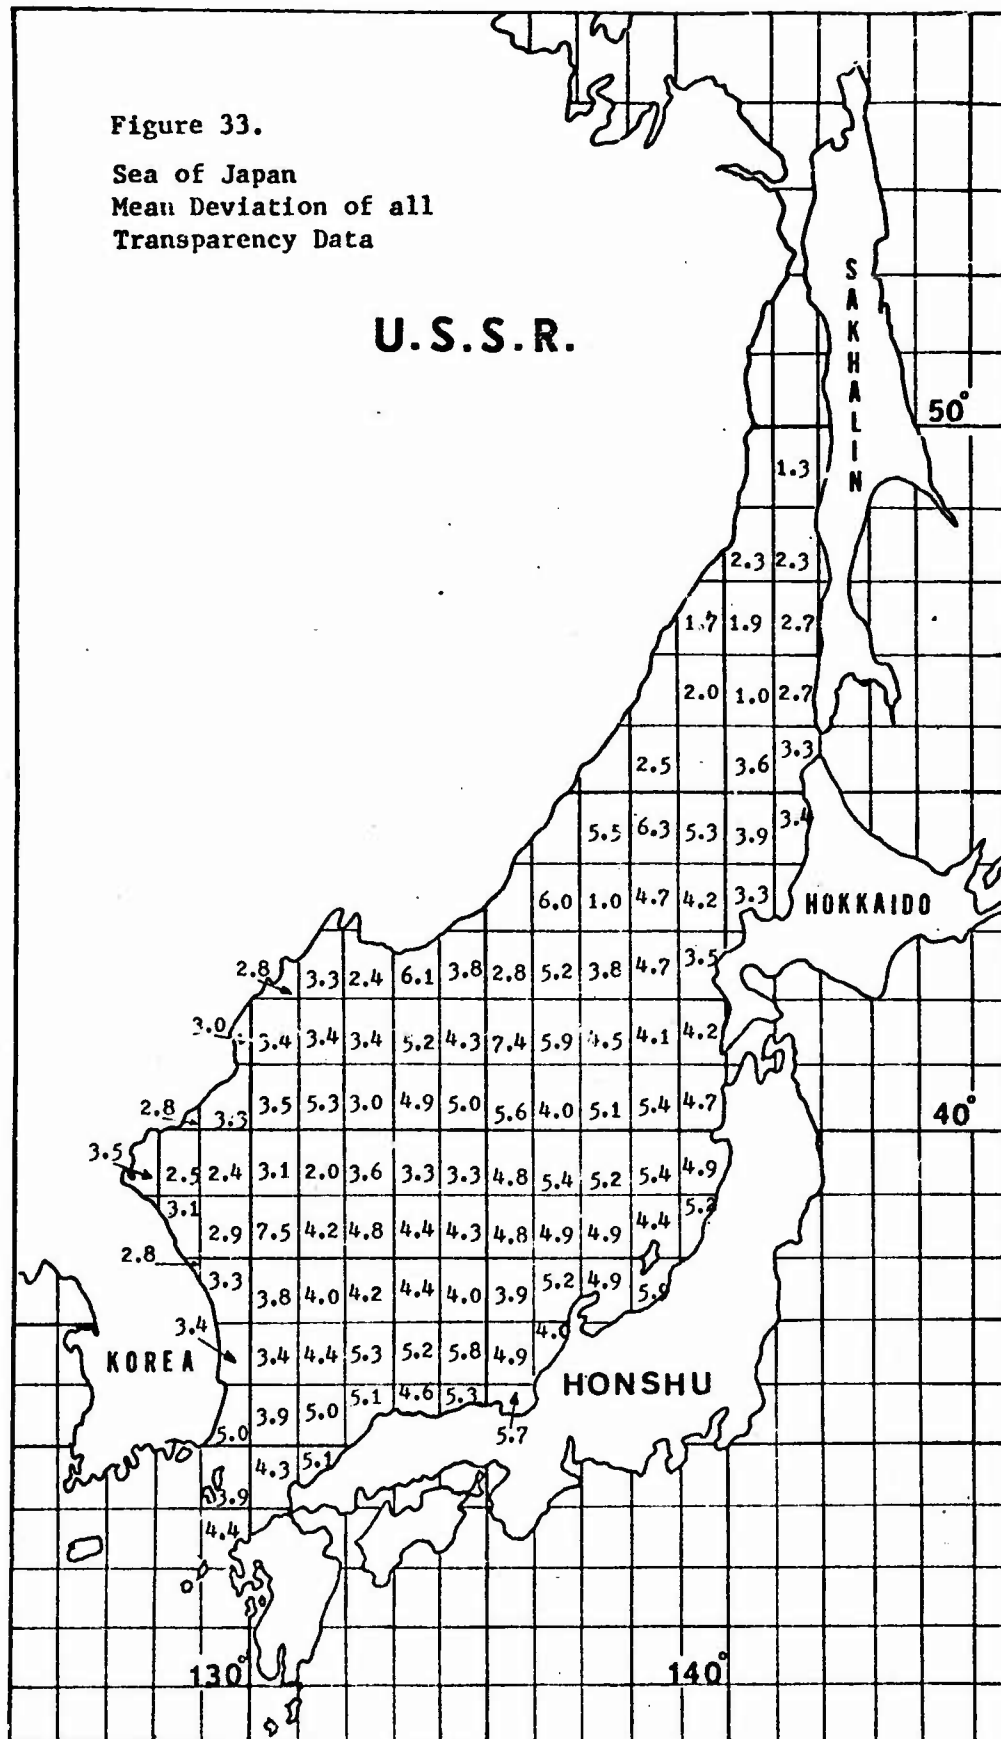 Figure 33.
Sea of Japan
Mean Deviation of all
Transparency Data
U.S.S.R.
SAKHALIN
50°
1.3
2.3 2.3
1.7 1.9 2.7
2.0 1.0 2.7
2.5 3.6 3.3
5.5 6.3 5.3 3.9 3.4
6.0 1.0 4.7 4.2 3.3
HOKKAIDO
2.8 3.3 2.4 6.1 3.8 2.8 5.2 3.8 4.7 3.5
3.0 3.4 3.4 3.4 5.2 4.3 7.4 5.9 4.5 4.1 4.2
2.8 3.3 3.5 5.3 3.0 4.9 5.0 5.6 4.0 5.1 5.4 4.7
40°
3.5 2.5 2.4 3.1 2.0 3.6 3.3 3.3 4.8 5.4 5.2 5.4 4.9
3.1 2.9 7.5 4.2 4.8 4.4 4.3 4.8 4.9 4.9 4.4 5.2
2.8 3.3 3.8 4.0 4.2 4.4 4.0 3.9 5.2 4.9 5.9
3.4 3.4 4.4 5.3 5.2 5.8 4.9 4.0
KOREA
HONSHU
5.0 3.9 5.0 5.1 4.6 5.3 5.7
4.3 5.1
3.9
4.4
130°
140°